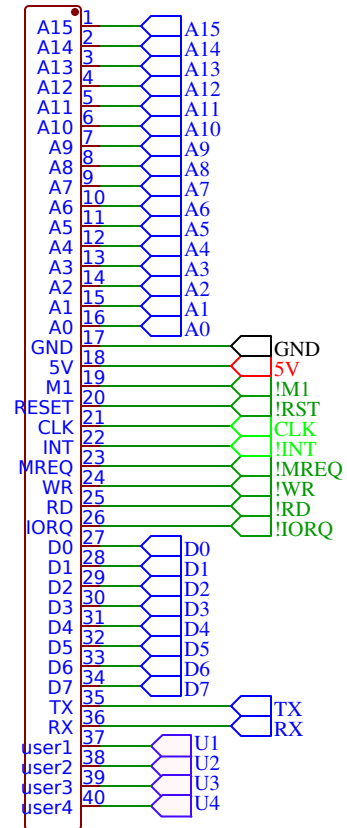 A15 1 A15
A14 2 A14
A13 3 A13
A12 4 A12
A11 5 A11
A10 6 A10
A9 7 A9
A8 8 A8
A7 9 A7
A6 10 A6
A5 11 A5
A4 12 A4
A3 13 A3
A2 14 A2
A1 15 A1
A0 16 A0
GND 17 GND
5V 18 5V
M1 19 !M1
RESET 20 !RST
CLK 21 CLK
INT 22 !INT
MREQ 23 !MREQ
WR 24 !WR
RD 25 !RD
IORQ 26 !IORQ
D0 27 D0
D1 28 D1
D2 29 D2
D3 30 D3
D4 31 D4
D5 32 D5
D6 33 D6
D7 34 D7
TX 35 TX
RX 36 RX
user1 37 U1
user2 38 U2
user3 39 U3
user4 40 U4